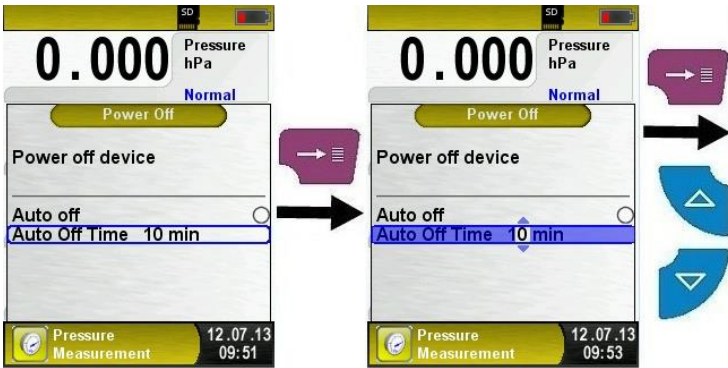 SD
0.000 Pressure
hPa
Normal
Power Off
Power off device
Auto off
Auto Off Time 10 min
Pressure 12.07.13
Measurement 09:51
SD
0.000 Pressure
hPa
Normal
Power Off
Power off device
Auto off
Auto Off Time 10 min
Pressure 12.07.13
Measurement 09:53